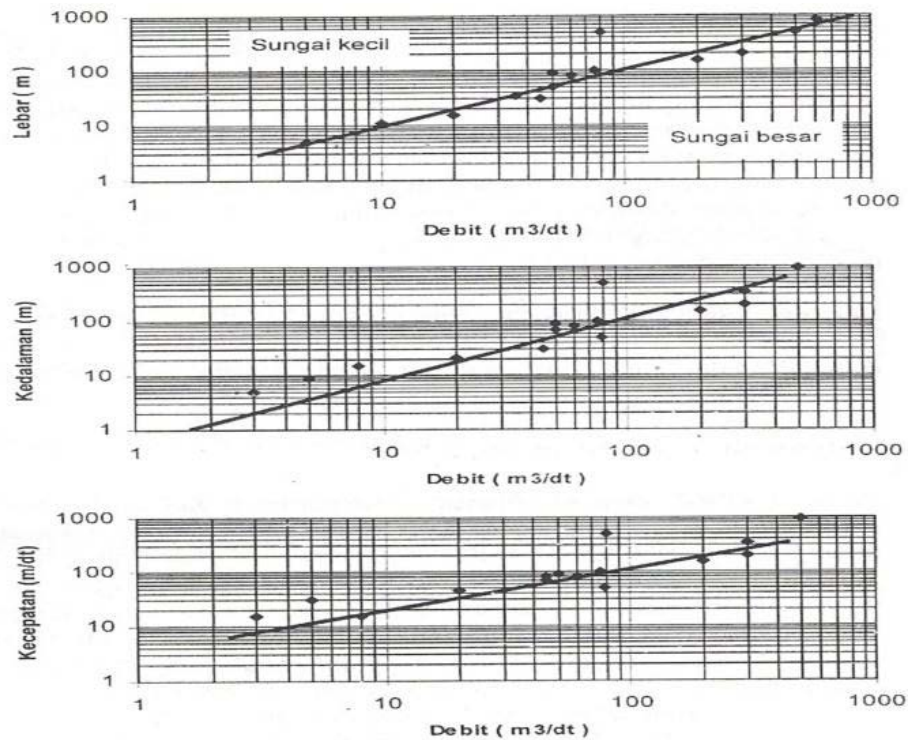 Lebar ( m )
1000
100
10
1
Sungai kecil
Sungai besar
1 10 100 1000
Debit ( m3/dt )
Kedalaman (m)
1000
100
10
1
1 10 100 1000
Debit ( m3/dt )
Kecepatan (m/dt)
1000
100
10
1
1 10 100 1000
Debit ( m3/dt )